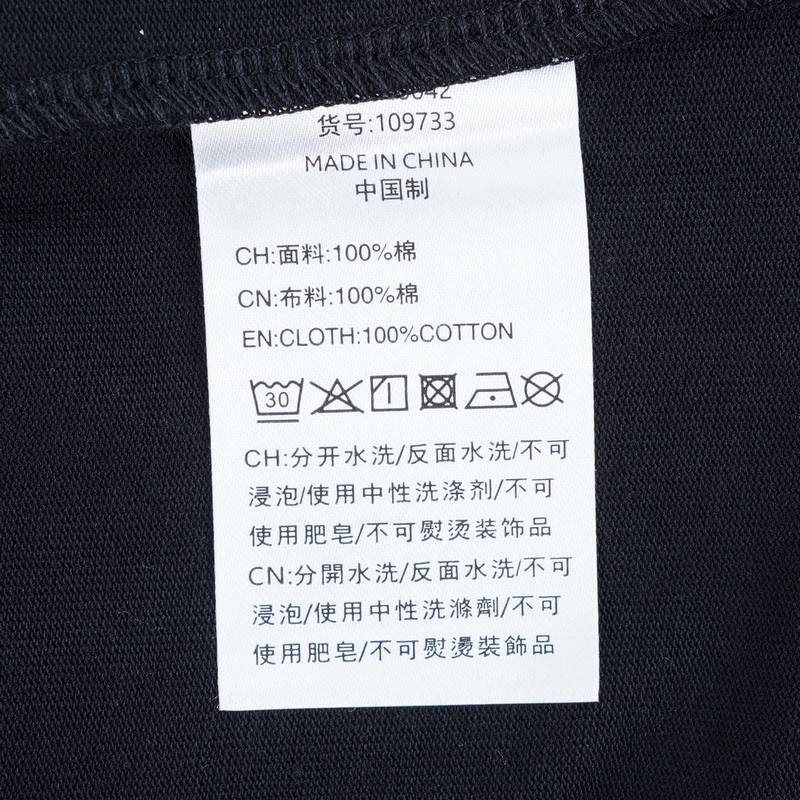 货号:109733
MADE IN CHINA
中国制
CH:面料:100%棉
CN:布料:100%棉
EN:CLOTH:100%COTTON
30
CH:分开水洗/反面水洗/不可
浸泡/使用中性洗涤剂/不可
使用肥皂/不可熨烫装饰品
CN:分開水洗/反面水洗/不可
浸泡/使用中性洗滌劑/不可
使用肥皂/不可熨燙裝飾品